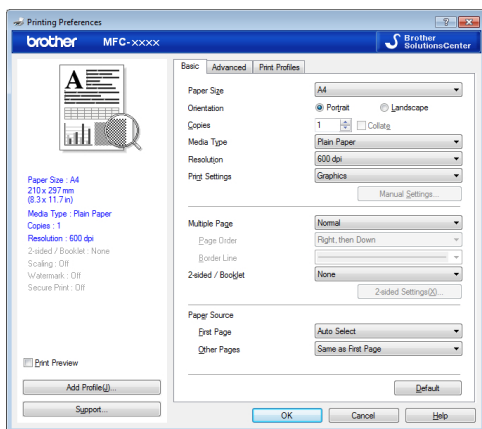 Printing Preferences
brother MFC-xxxx Brother
SolutionsCenter
Basic Advanced Print Profiles
A
Paper Size A4
Orientation Portrait Landscape
Copies 1 Collate
Media Type Plain Paper
Resolution 600 dpi
Print Settings Graphics
Manual Settings...
Paper Size : A4
210 x 297 mm
(8.3 x 11.7 in)
Media Type : Plain Paper
Copies : 1
Resolution : 600 dpi
2-sided / Booklet : None
Scaling : Off
Watermark : Off
Secure Print : Off
Multiple Page Normal
Page Order Right, then Down
Border Line
2-sided / Booklet None
2-sided Settings(X)...
Paper Source
First Page Auto Select
Other Pages Same as First Page
Print Preview
Add Profile(J)...
Default
Support...
OK Cancel Help